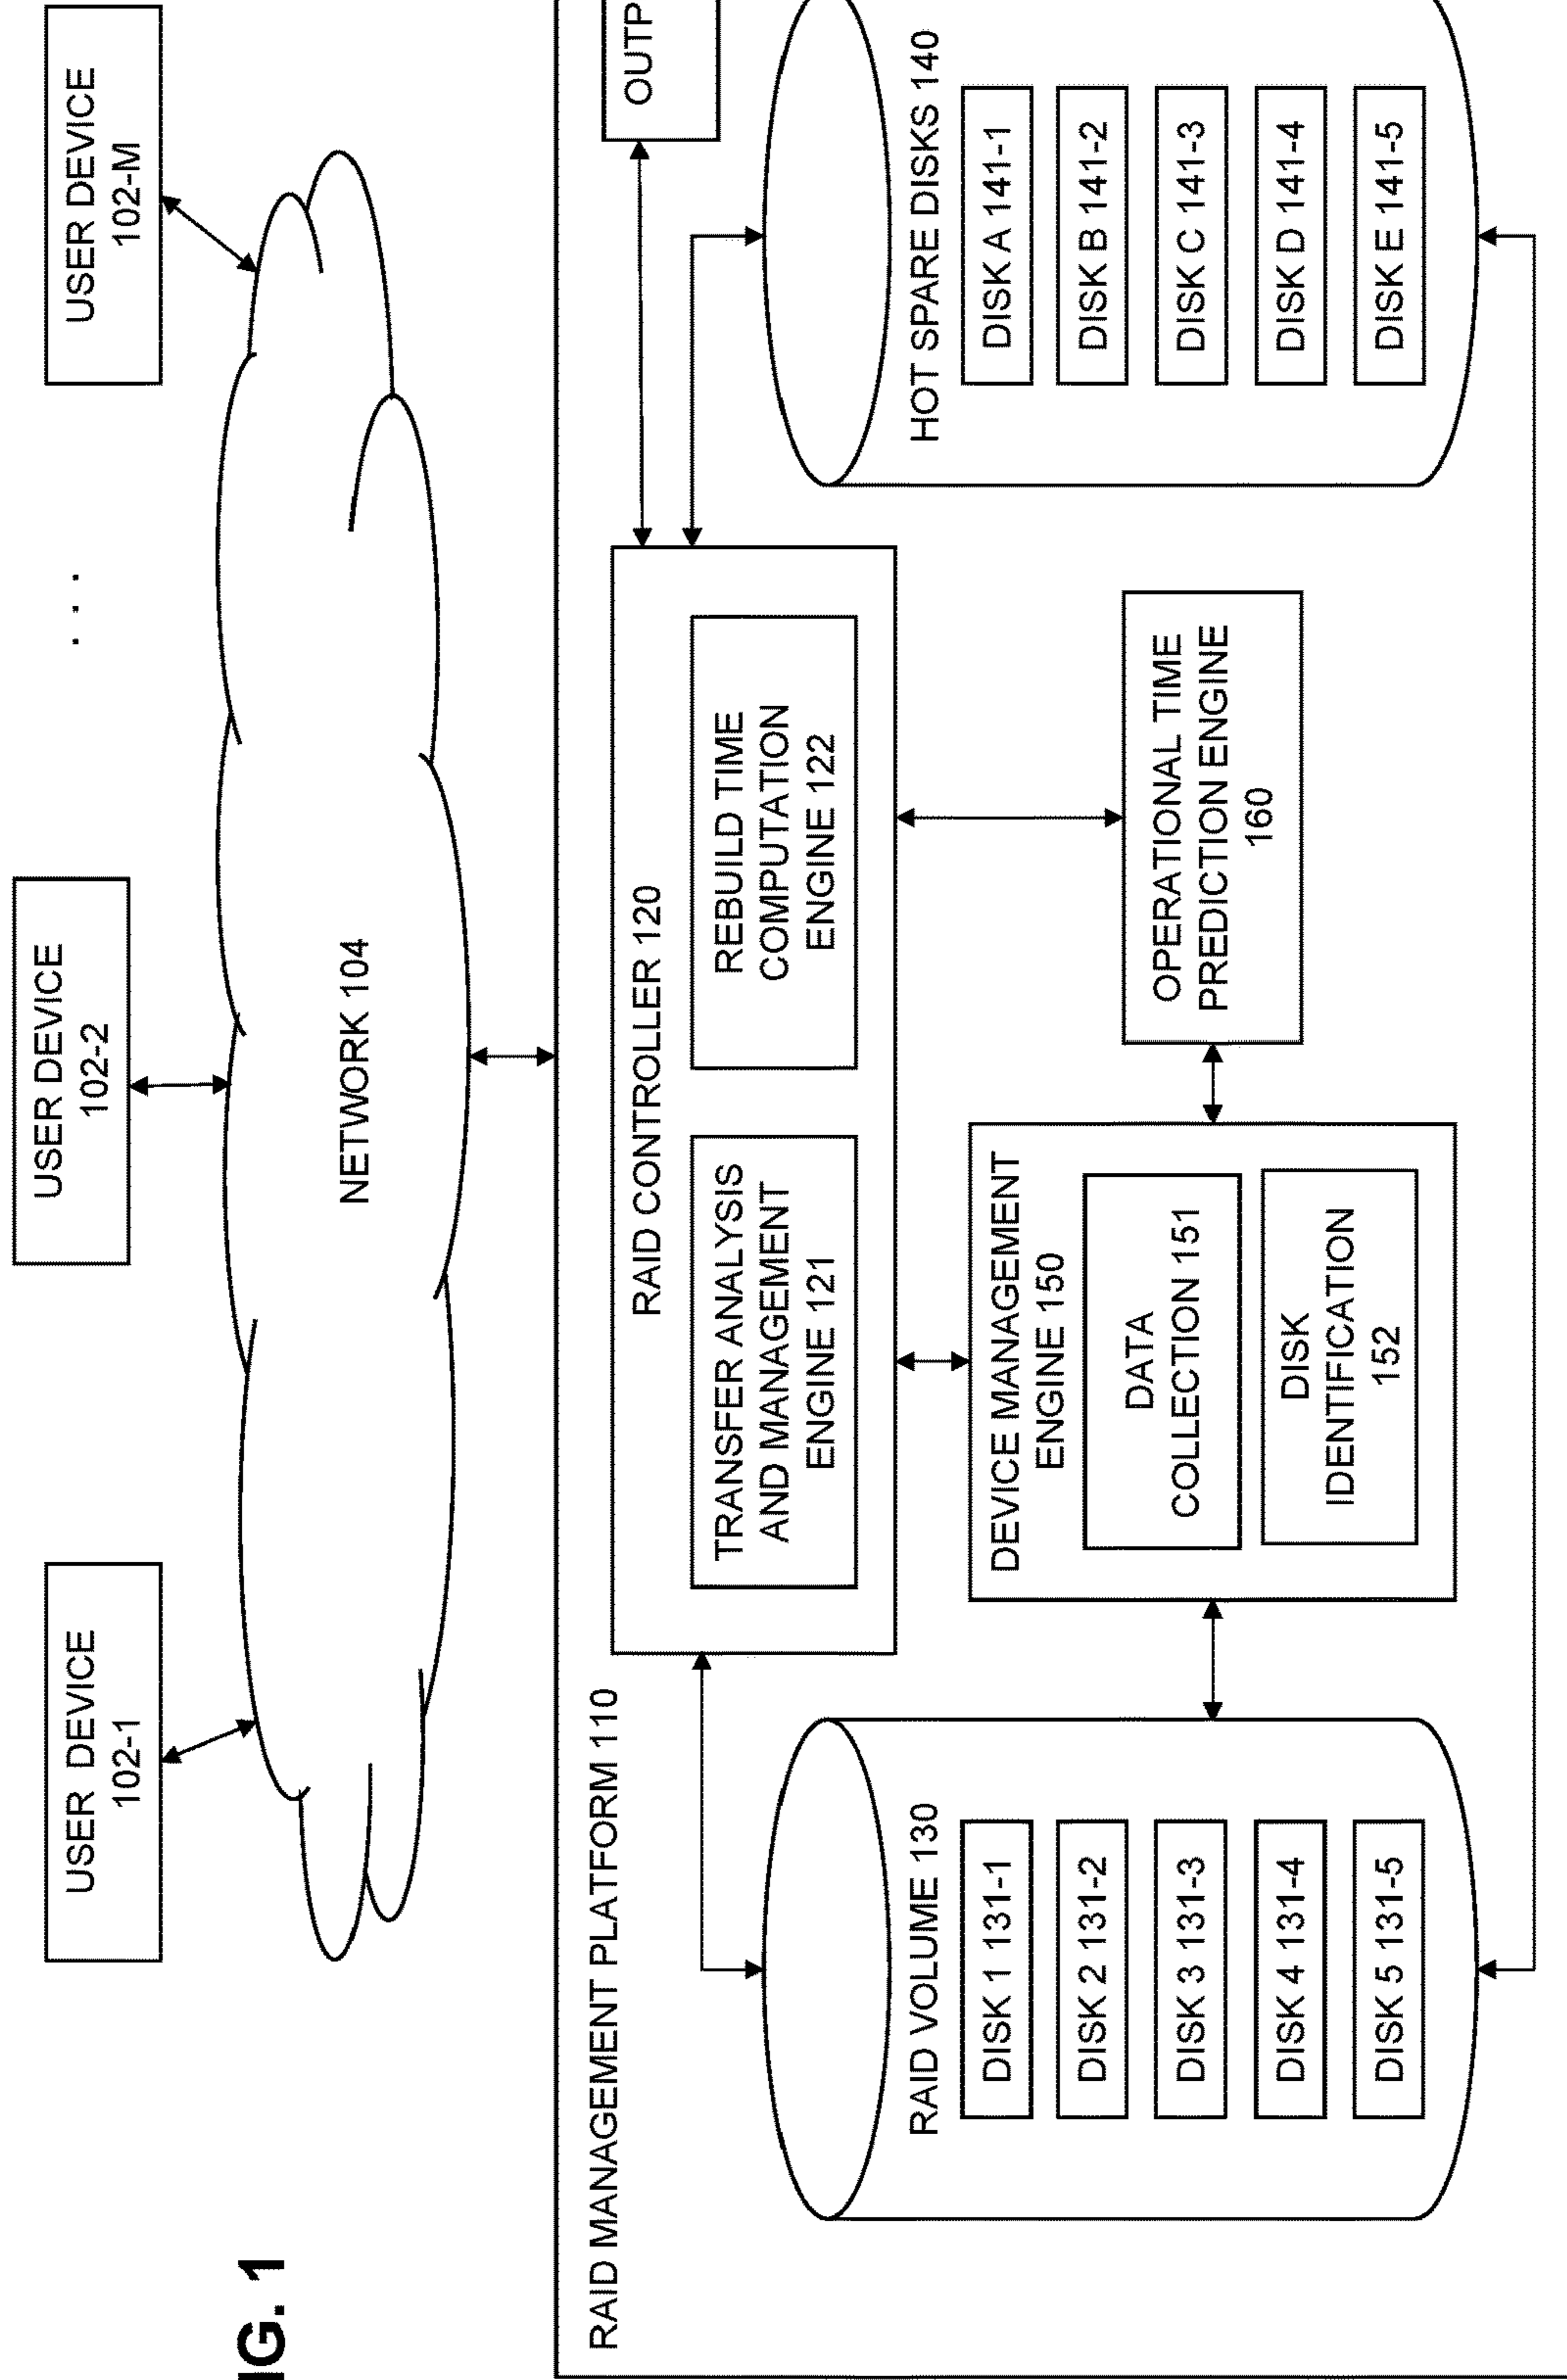 IG. 1
USER DEVICE
102-1
USER DEVICE
102-2
. . .
USER DEVICE
102-M
NETWORK 104
RAID MANAGEMENT PLATFORM 110
RAID CONTROLLER 120
TRANSFER ANALYSIS
AND MANAGEMENT
ENGINE 121
REBUILD TIME
COMPUTATION
ENGINE 122
OUTP
RAID VOLUME 130
DISK 1 131-1
DISK 2 131-2
DISK 3 131-3
DISK 4 131-4
DISK 5 131-5
DEVICE MANAGEMENT
ENGINE 150
DATA
COLLECTION 151
DISK
IDENTIFICATION
152
OPERATIONAL TIME
PREDICTION ENGINE
160
HOT SPARE DISKS 140
DISK A 141-1
DISK B 141-2
DISK C 141-3
DISK D 141-4
DISK E 141-5